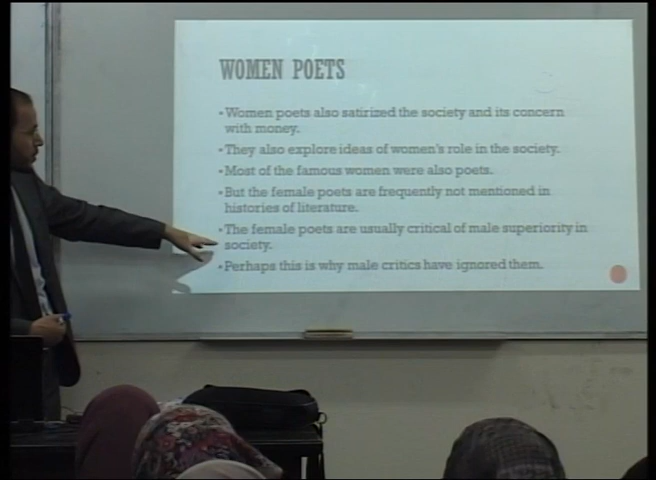 WOMEN POETS
▪ Women poets also satirized the society and its concern
with money.
▪ They also explore ideas of women's role in the society.
▪ Most of the famous women were also poets.
▪ But the female poets are frequently not mentioned in
histories of literature.
▪ The female poets are usually critical of male superiority in
society.
▪ Perhaps this is why male critics have ignored them.